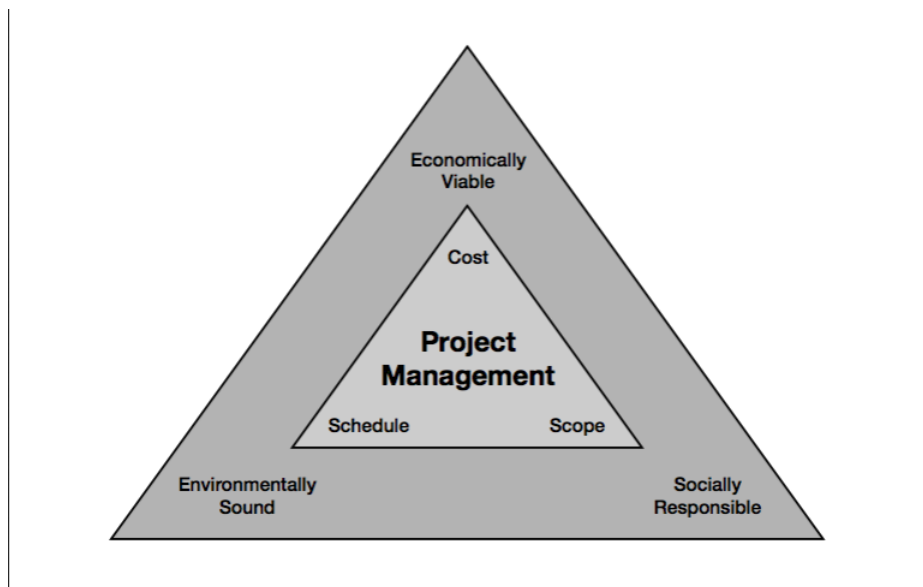 Economically
Viable
Cost
Project
Management
Schedule
Scope
Environmentally
Sound
Socially
Responsible